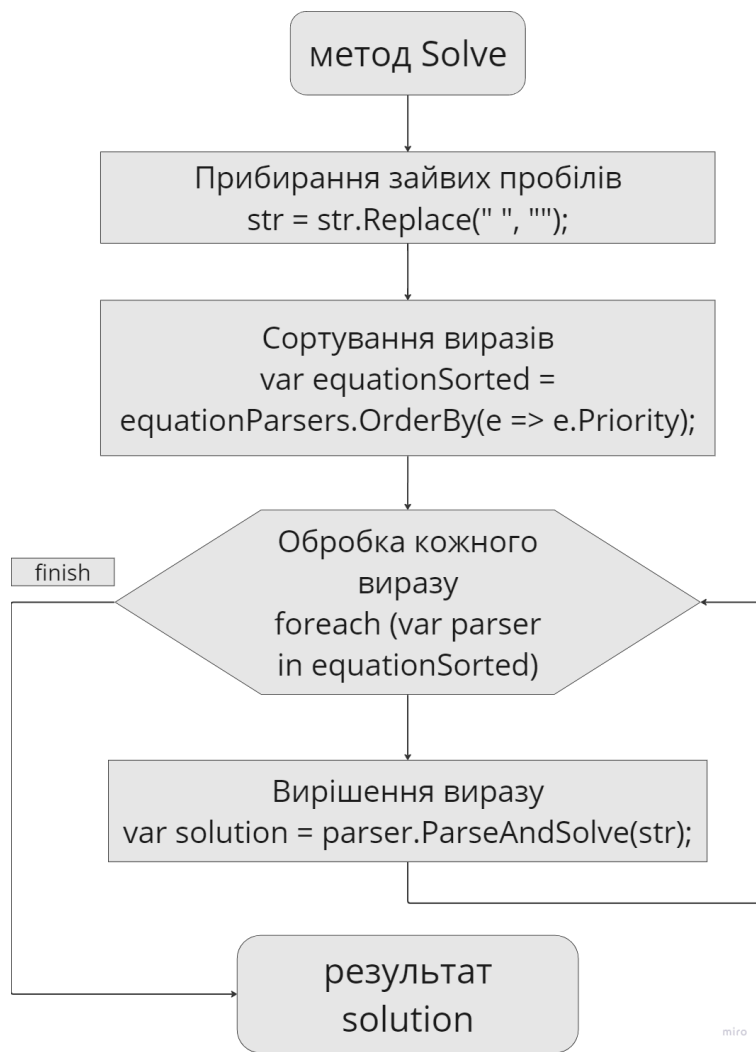 метод Solve
Прибирання зайвих пробілів
str = str.Replace(" ", "");
Сортування виразів
var equationSorted =
equationParsers.OrderBy(e => e.Priority);
finish
Обробка кожного
виразу
foreach (var parser
in equationSorted)
Вирішення виразу
var solution = parser.ParseAndSolve(str);
результат
solution
miro